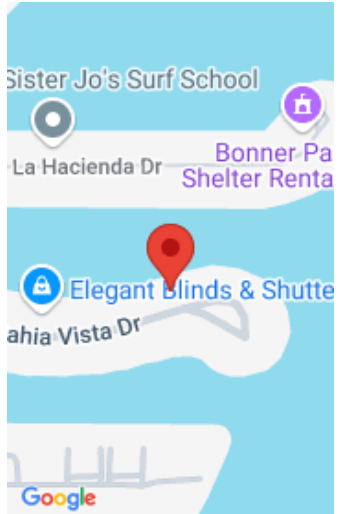 Sister Jo's Surf School
Bonner Pa
Shelter Renta
La Hacienda Dr
Elegant Blinds & Shutte
ahia Vista Dr
Google